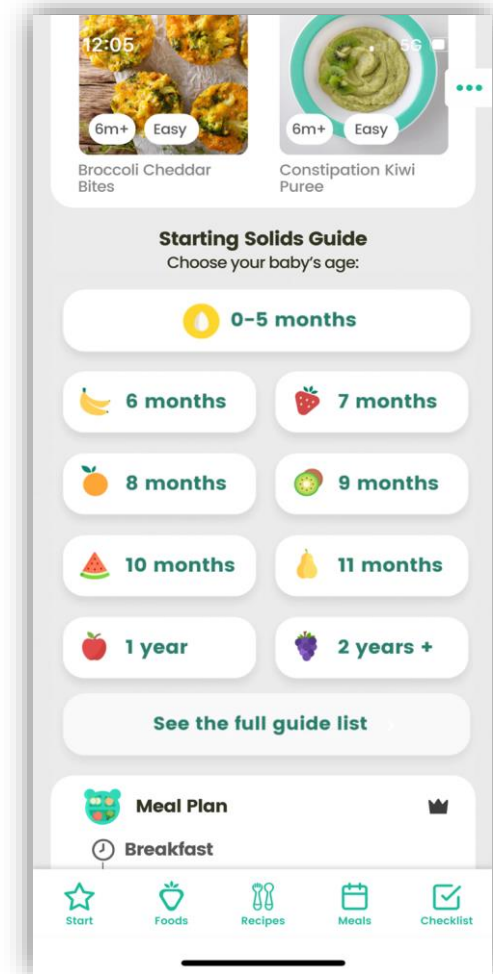 12:05
5G
6m+ Easy
6m+ Easy
Broccoli Cheddar
Bites
Constipation Kiwi
Puree
Starting Solids Guide
Choose your baby's age:
0-5 months
6 months
7 months
8 months
9 months
10 months
11 months
1 year
2 years +
See the full guide list
Meal Plan
Breakfast
Start
Foods
Recipes
Meals
Checklist